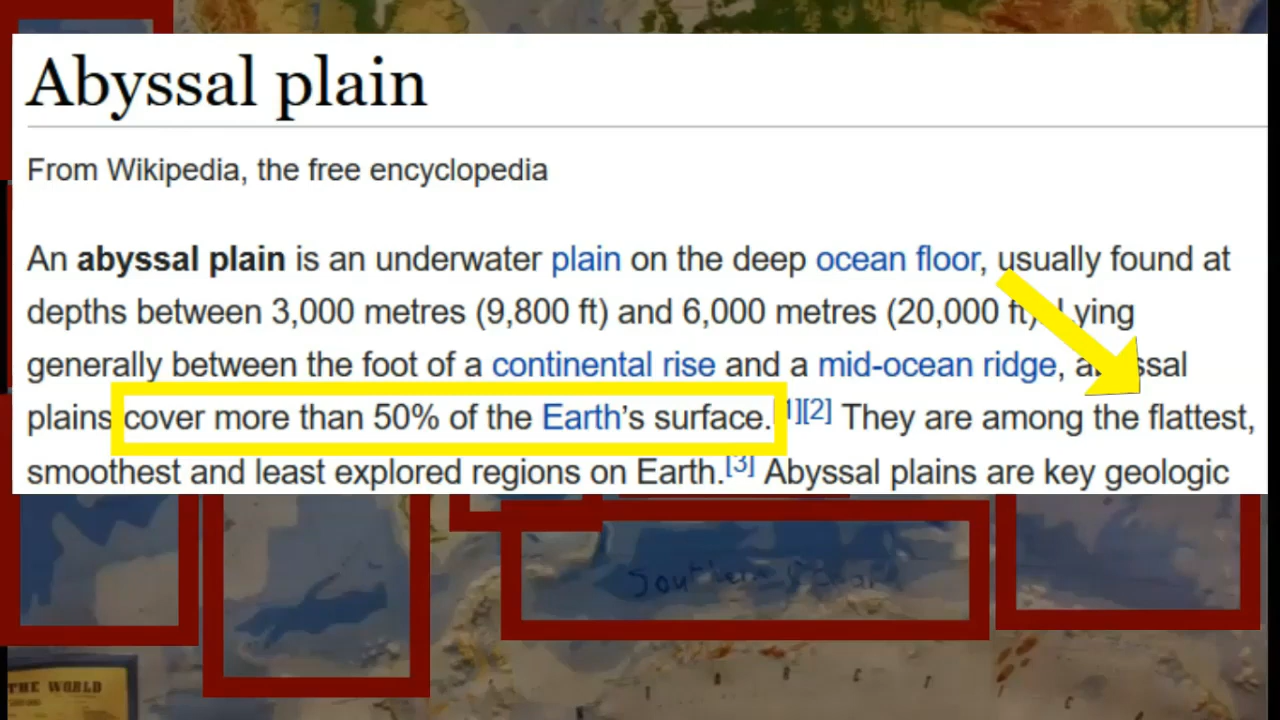 Abyssal plain
From Wikipedia, the free encyclopedia
An abyssal plain is an underwater plain on the deep ocean floor, usually found at
depths between 3,000 metres (9,800 ft) and 6,000 metres (20,000 ft). Lying
generally between the foot of a continental rise and a mid-ocean ridge, abyssal
plains cover more than 50% of the Earth’s surface.[1][2] They are among the flattest,
smoothest and least explored regions on Earth.[3] Abyssal plains are key geologic
Southern Ocean
THE WORLD